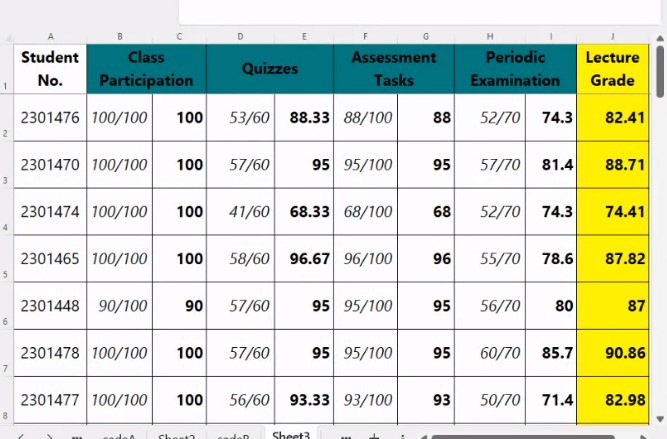 A B C D E F G H I J
1 Student No. Class Participation Quizzes Assessment Tasks Periodic Examination Lecture Grade
2 2301476 100/100 100 53/60 88.33 88/100 88 52/70 74.3 82.41
3 2301470 100/100 100 57/60 95 95/100 95 57/70 81.4 88.71
4 2301474 100/100 100 41/60 68.33 68/100 68 52/70 74.3 74.41
5 2301465 100/100 100 58/60 96.67 96/100 96 55/70 78.6 87.82
6 2301448 90/100 90 57/60 95 95/100 95 56/70 80 87
7 2301478 100/100 100 57/60 95 95/100 95 60/70 85.7 90.86
8 2301477 100/100 100 56/60 93.33 93/100 93 50/70 71.4 82.98
Sheet2 Sheet3